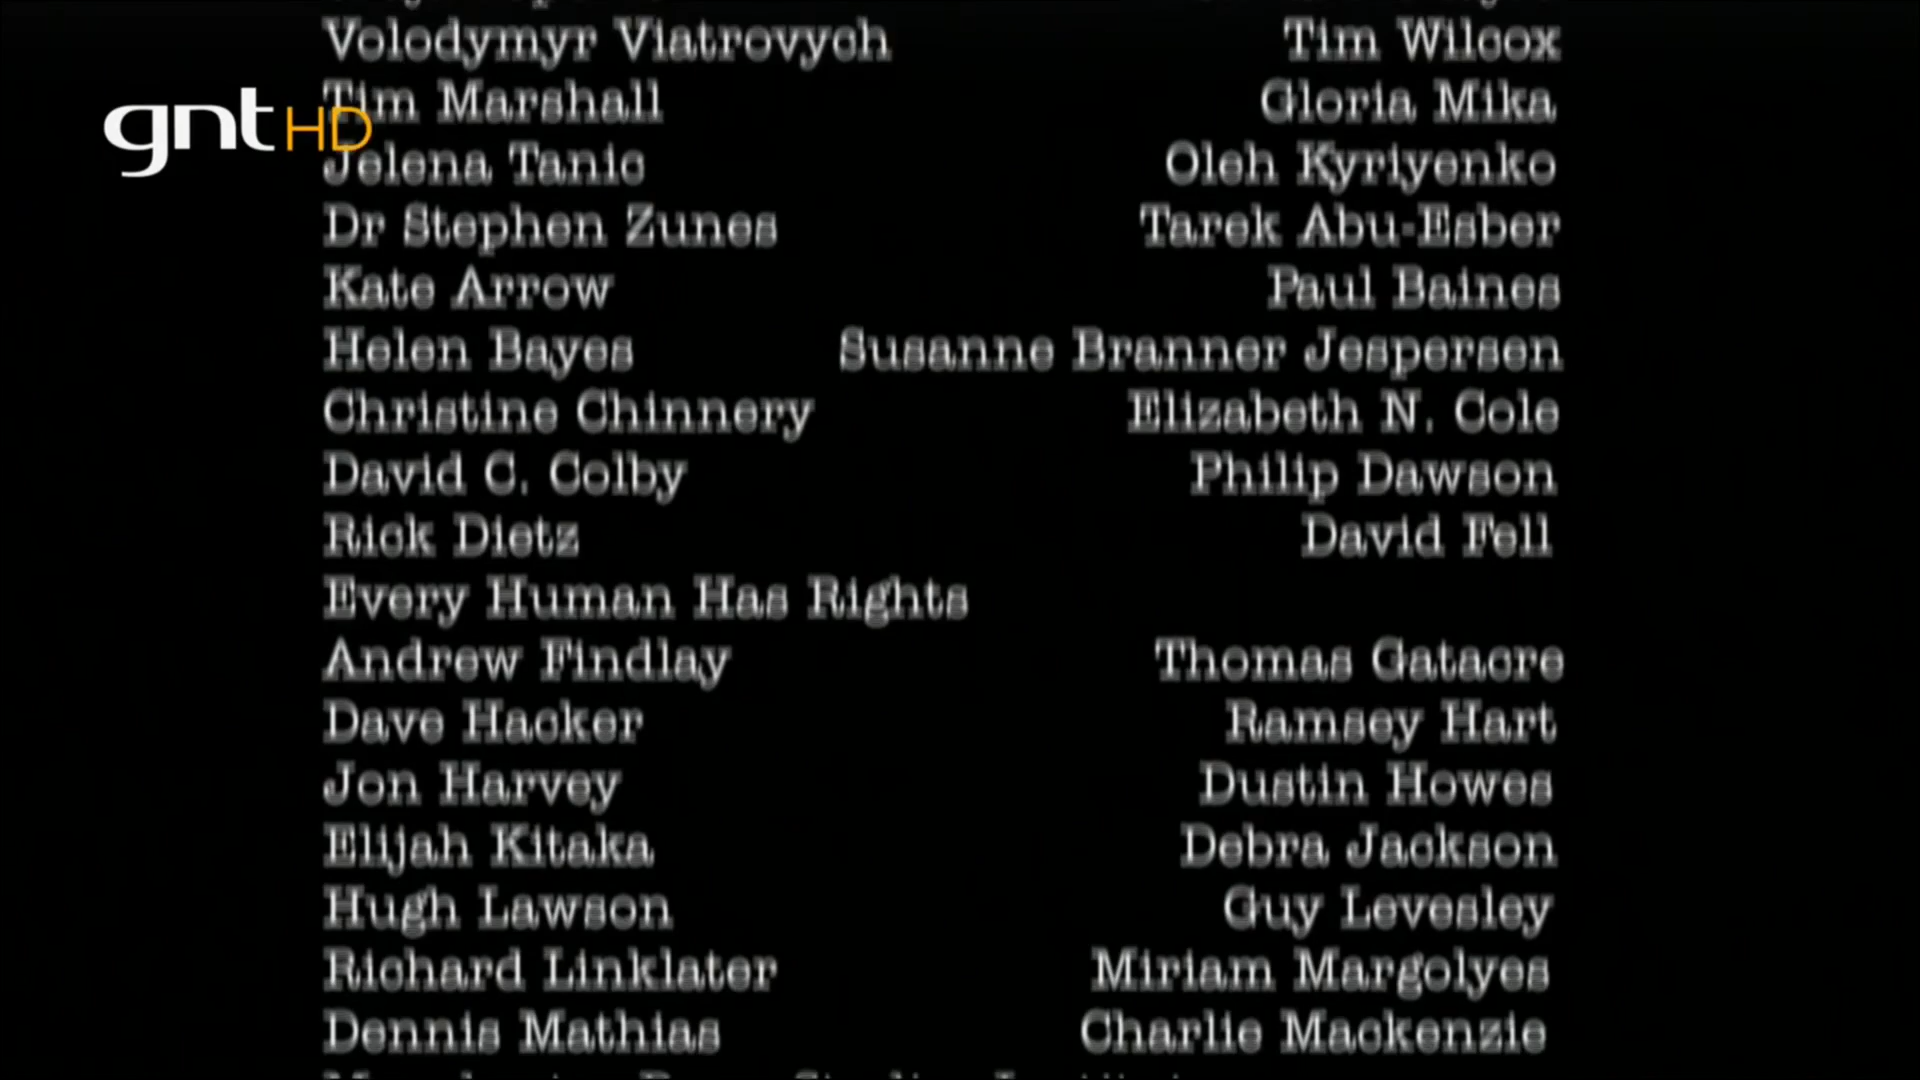 Volodymyr Viatrovych Tim Wilcox
Tim Marshall Gloria Mika
gnt HD
Jelena Tanic Oleh Kyriyenko
Dr Stephen Zunes Tarek Abu-Esber
Kate Arrow Paul Baines
Helen Bayes Susanne Branner Jespersen
Christine Chinnery Elizabeth N. Cole
David C. Colby Philip Dawson
Rick Dietz David Fell
Every Human Has Rights
Andrew Findlay Thomas Gatacre
Dave Hacker Ramsey Hart
Jon Harvey Dustin Howes
Elijah Kitaka Debra Jackson
Hugh Lawson Guy Levesley
Richard Linklater Miriam Margolyes
Dennis Mathias Charlie Mackenzie